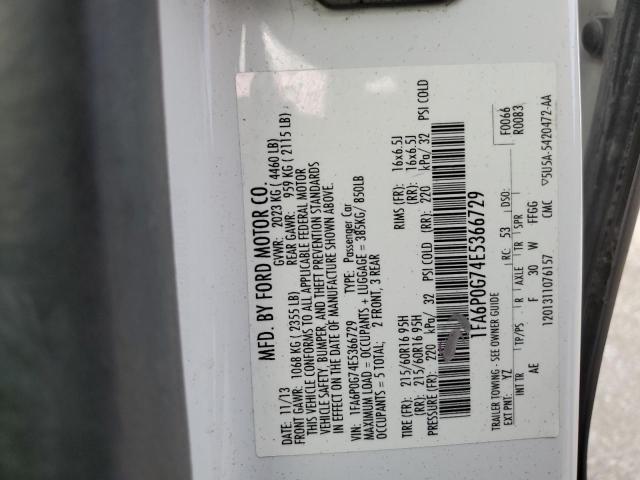 MFD. BY FORD MOTOR CO.
DATE: 11/13 GVWR: 2023 KG ( 4460 LB)
FRONT GAWR: 1068 KG ( 2355 LB) REAR GAWR: 959 KG ( 2115 LB)
THIS VEHICLE CONFORMS TO ALL APPLICABLE FEDERAL MOTOR
VEHICLE SAFETY, BUMPER, AND THEFT PREVENTION STANDARDS
IN EFFECT ON THE DATE OF MANUFACTURE SHOWN ABOVE.
VIN: 1FA6P0G74E5366729 TYPE: Passenger Car
MAXIMUM LOAD = OCCUPANTS + LUGGAGE = 385KG/ 850LB
OCCUPANTS = 5 TOTAL; 2 FRONT, 3 REAR
TIRE (FR): 215/60R16 95H RIMS (FR): 16x6.5J
(RR): 215/60R16 95H (RR): 16x6.5J
PRESSURE (FR): 220 kPa/ 32 PSI COLD (RR): 220 kPa/ 32 PSI COLD
1FA6P0G74E5366729
TRAILER TOWING - SEE OWNER GUIDE F0066
R0083
EXT PNT: YZ RC: 53 DSO:
INT TR TP/PS R AXLE TR SPR
AE F 30 W FFGG
1201311076157 CMC ▽5U5A-5420472-AA